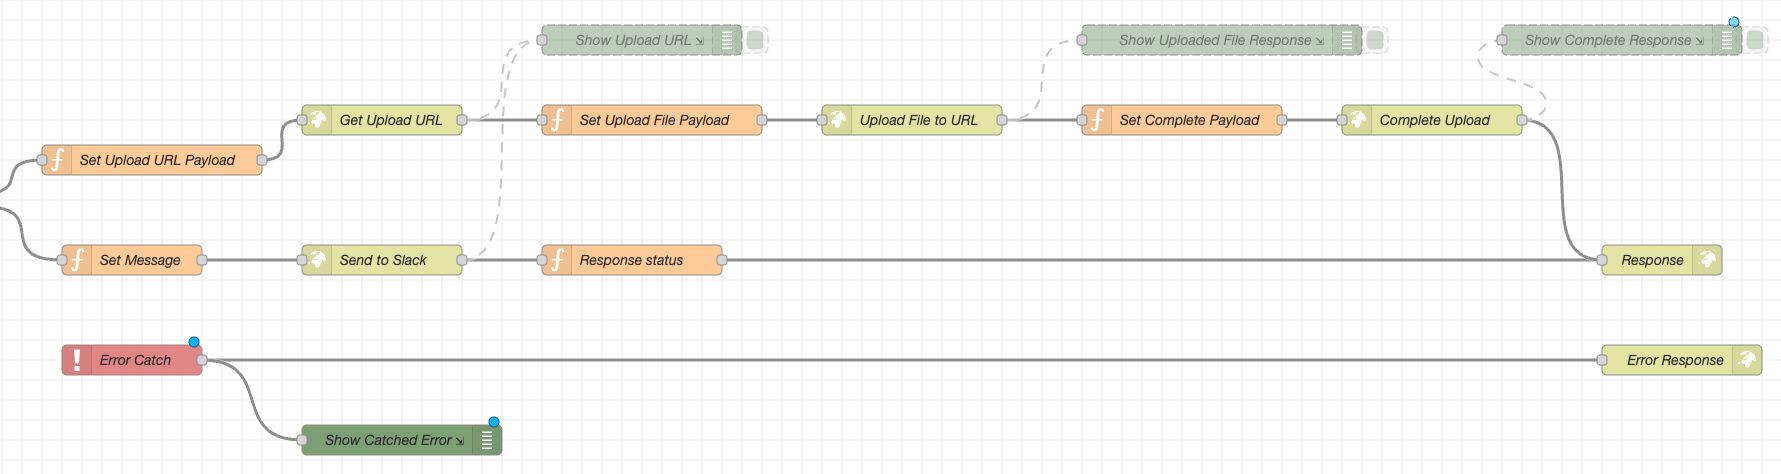 Show Upload URL
Show Uploaded File Response
Show Complete Response
Get Upload URL
Set Upload File Payload
Upload File to URL
Set Complete Payload
Complete Upload
Set Upload URL Payload
Set Message
Send to Slack
Response status
Response
Error Catch
Error Response
Show Catched Error